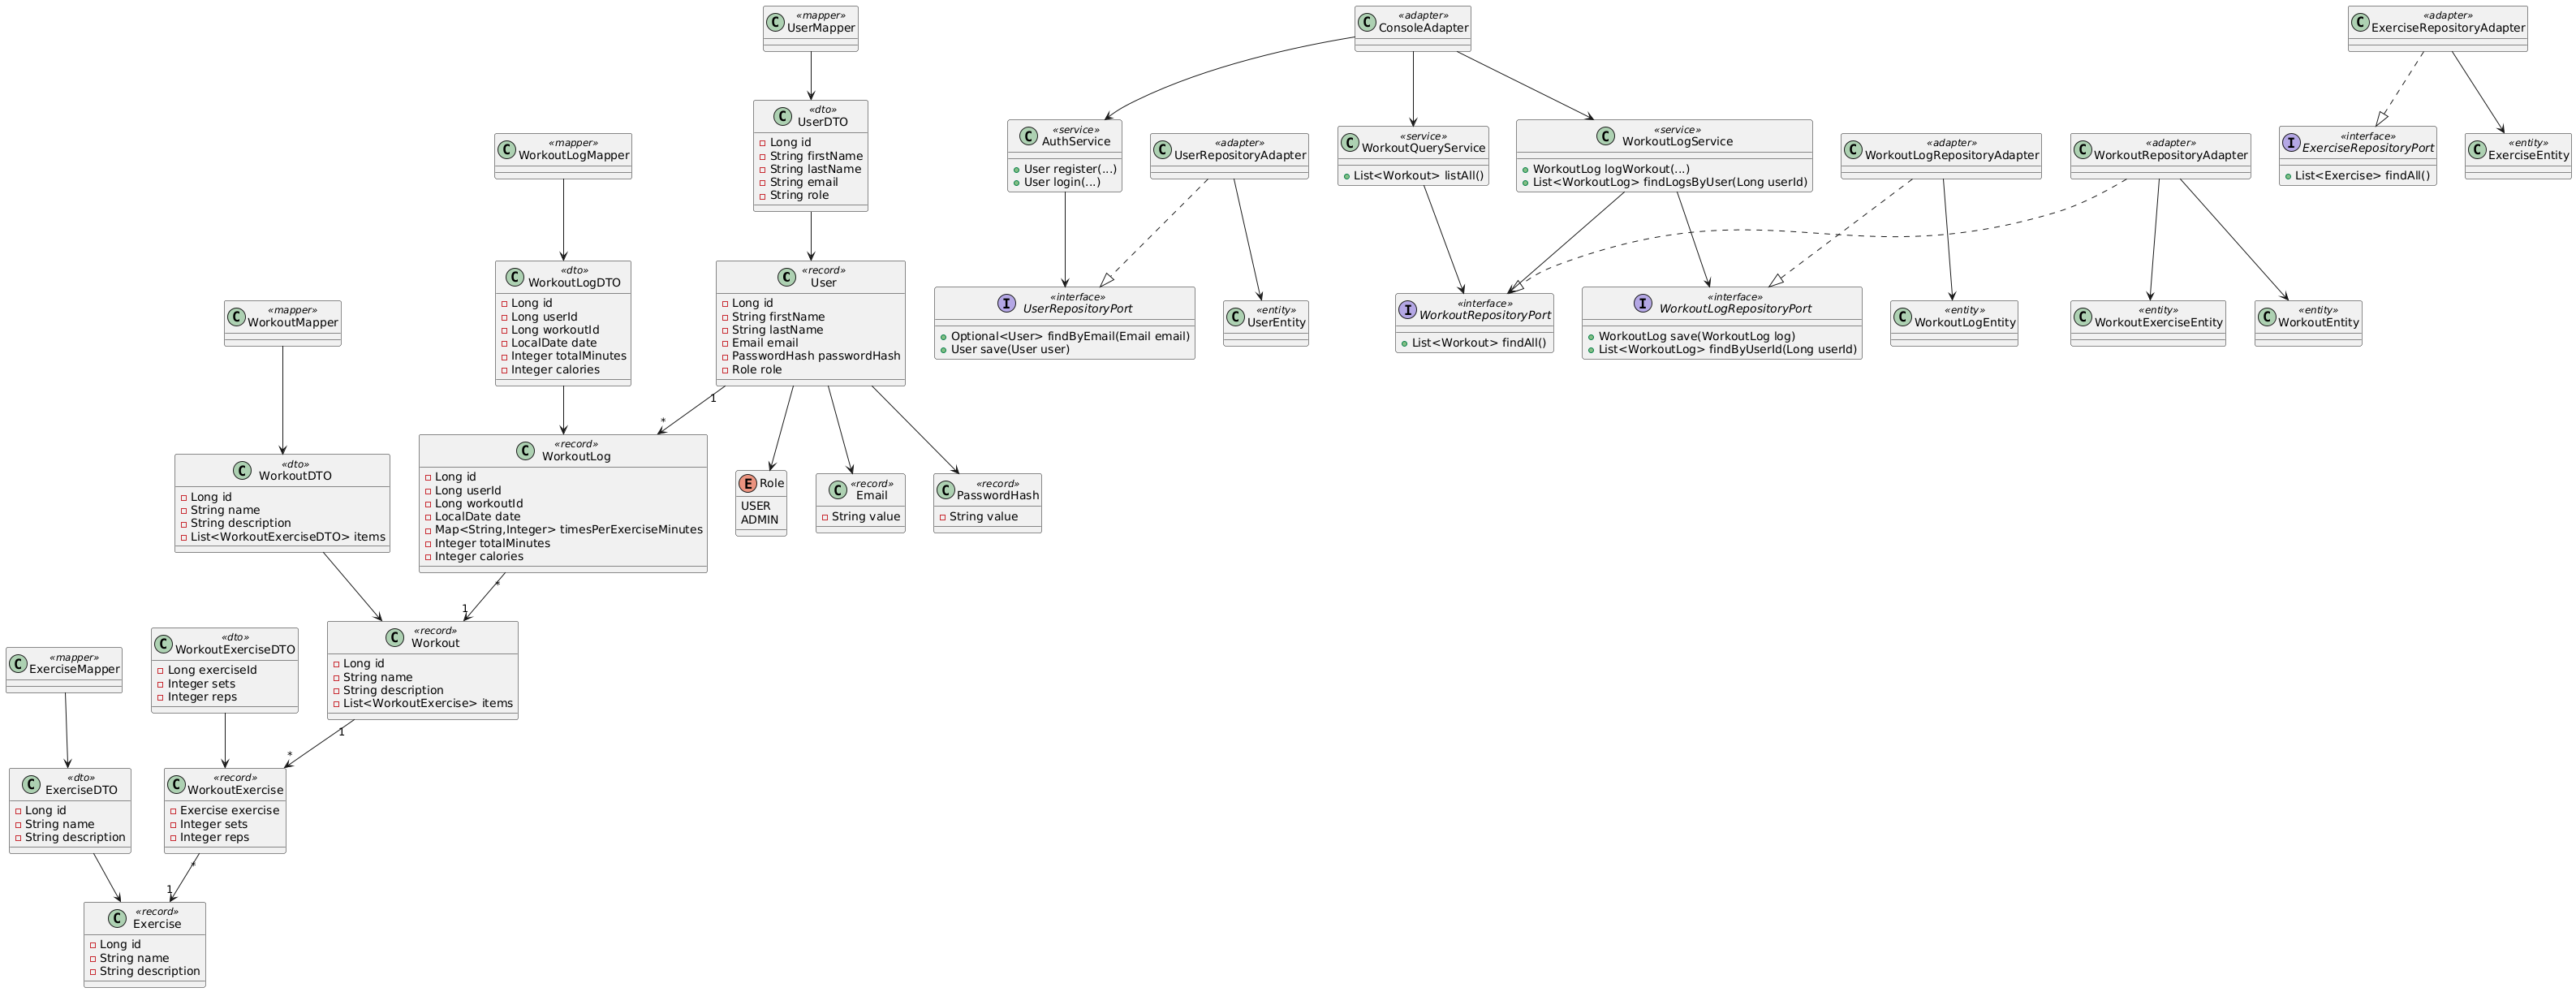 «mapper»
UserMapper
«adapter»
ConsoleAdapter
«adapter»
ExerciseRepositoryAdapter
«mapper»
WorkoutLogMapper
«dto»
UserDTO
Long id
String firstName
String lastName
String email
String role
«service»
AuthService
User register(...)
User login(...)
«adapter»
UserRepositoryAdapter
«service»
WorkoutQueryService
List<Workout> listAll()
«service»
WorkoutLogService
WorkoutLog logWorkout(...)
List<WorkoutLog> findLogsByUser(Long userId)
«adapter»
WorkoutLogRepositoryAdapter
«adapter»
WorkoutRepositoryAdapter
«interface»
ExerciseRepositoryPort
List<Exercise> findAll()
«entity»
ExerciseEntity
«mapper»
WorkoutMapper
«dto»
WorkoutLogDTO
Long id
Long userId
Long workoutId
LocalDate date
Integer totalMinutes
Integer calories
«record»
User
Long id
String firstName
String lastName
Email email
PasswordHash passwordHash
Role role
«interface»
UserRepositoryPort
Optional<User> findByEmail(Email email)
User save(User user)
«entity»
UserEntity
«interface»
WorkoutRepositoryPort
List<Workout> findAll()
«interface»
WorkoutLogRepositoryPort
WorkoutLog save(WorkoutLog log)
List<WorkoutLog> findByUserId(Long userId)
«entity»
WorkoutLogEntity
«entity»
WorkoutExerciseEntity
«entity»
WorkoutEntity
1
*
«dto»
WorkoutDTO
Long id
String name
String description
List<WorkoutExerciseDTO> items
«record»
WorkoutLog
Long id
Long userId
Long workoutId
LocalDate date
Map<String,Integer> timesPerExerciseMinutes
Integer totalMinutes
Integer calories
Role
USER
ADMIN
«record»
Email
String value
«record»
PasswordHash
String value
*
1
«mapper»
ExerciseMapper
«dto»
WorkoutExerciseDTO
Long exerciseId
Integer sets
Integer reps
«record»
Workout
Long id
String name
String description
List<WorkoutExercise> items
1
*
«dto»
ExerciseDTO
Long id
String name
String description
«record»
WorkoutExercise
Exercise exercise
Integer sets
Integer reps
*
1
«record»
Exercise
Long id
String name
String description